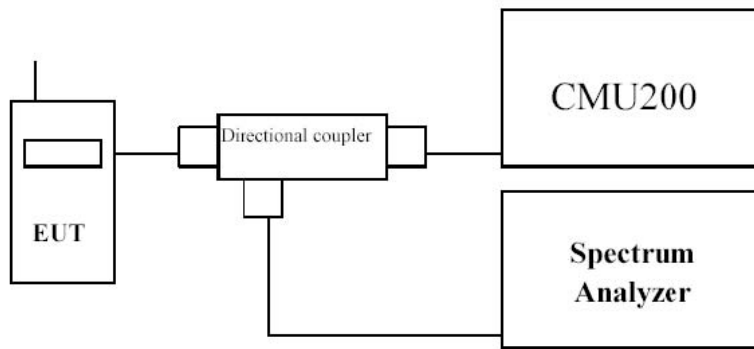 CMU200
Directional coupler
EUT
Spectrum
Analyzer